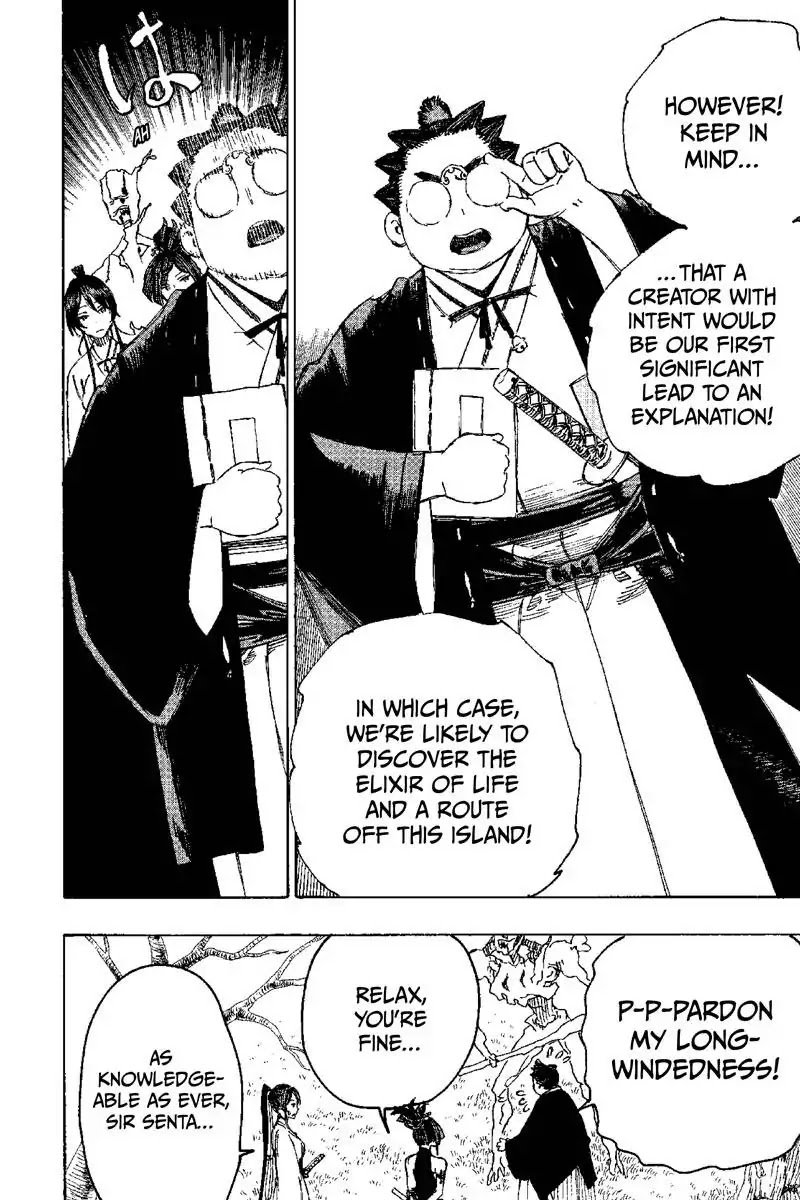 HOWEVER!
KEEP IN
MIND...
...THAT A
CREATOR WITH
INTENT WOULD
BE OUR FIRST
SIGNIFICANT
LEAD TO AN
EXPLANATION!
IN WHICH CASE,
WE'RE LIKELY TO
DISCOVER THE
ELIXIR OF LIFE
AND A ROUTE
OFF THIS ISLAND!
は
AH
P-P-PARDON
MY LONG-
WINDEDNESS!
RELAX,
YOU'RE
FINE...
AS
KNOWLEDGE-
ABLE AS EVER,
SIR SENTA...